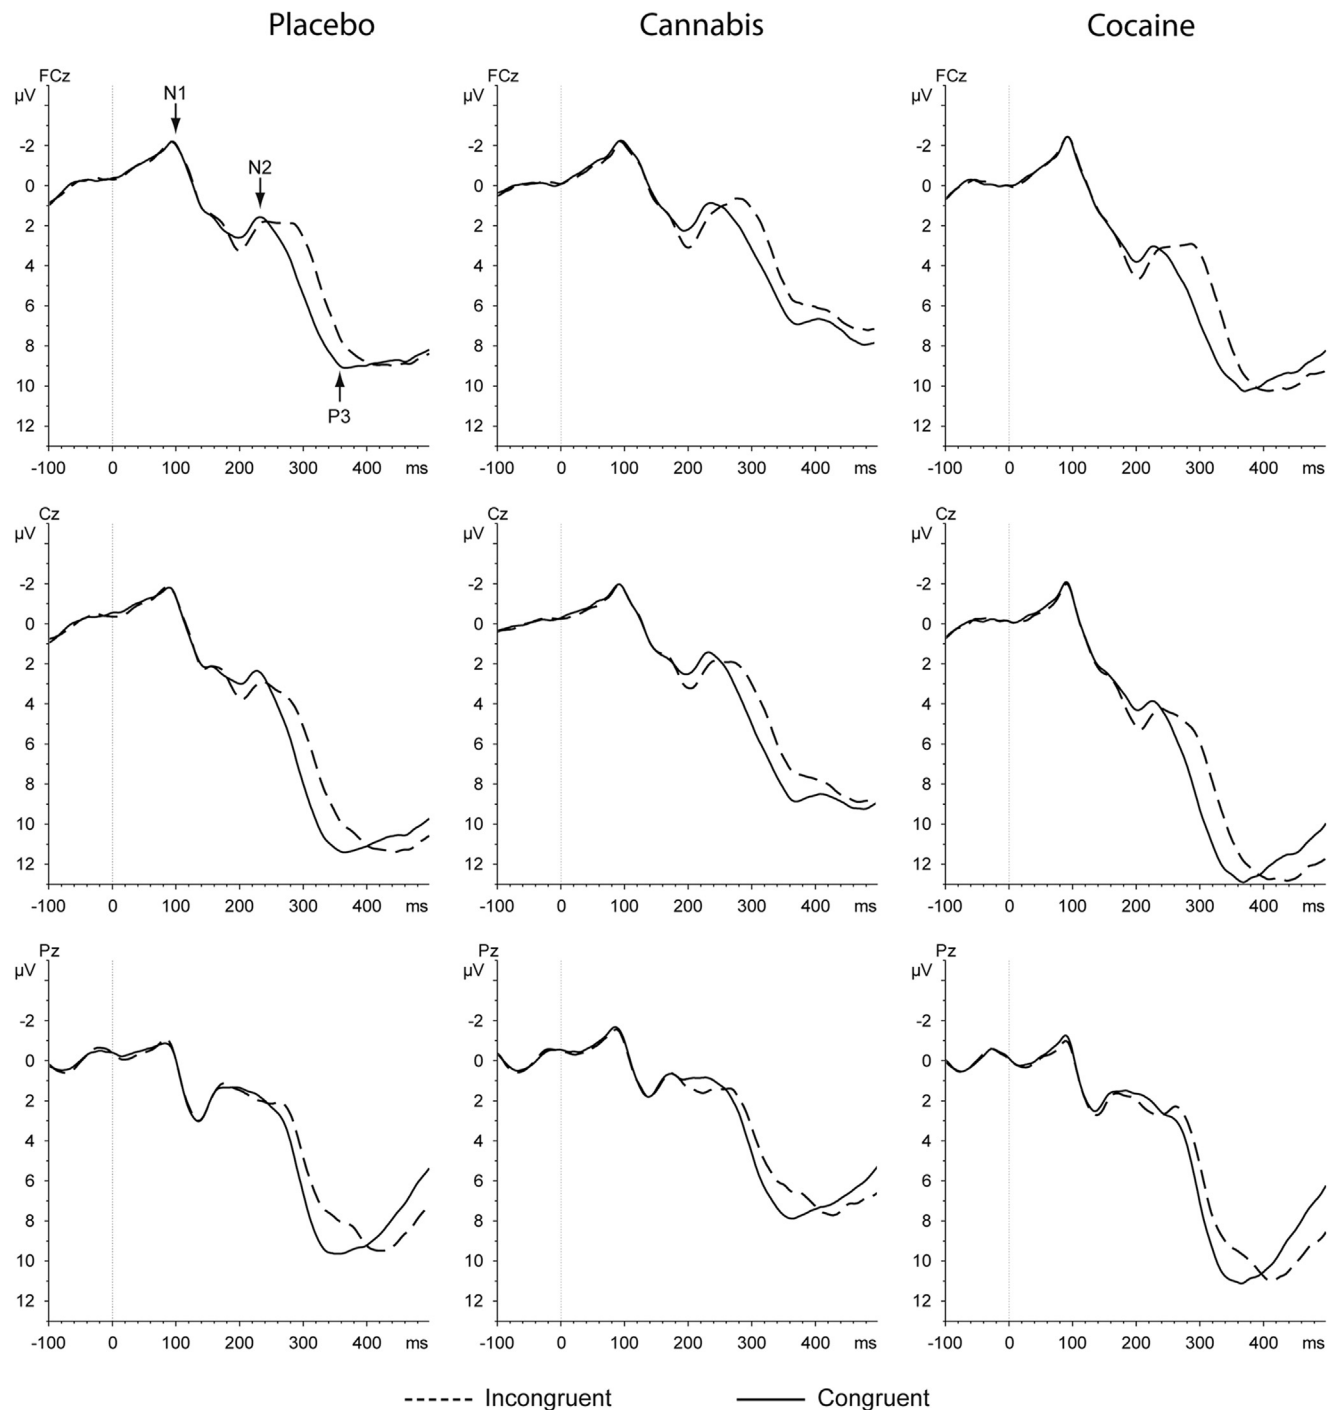 Placebo Cannabis Cocaine
FCz FCz FCz
µV µV µV
N1
-2 -2 -2
N2
0 0 0
2 2 2
4 4 4
6 6 6
8 8 8
10 10 10
P3
12 12 12
-100 0 100 200 300 400 ms -100 0 100 200 300 400 ms -100 0 100 200 300 400 ms
Cz Cz Cz
µV µV µV
-2 -2 -2
0 0 0
2 2 2
4 4 4
6 6 6
8 8 8
10 10 10
12 12 12
-100 0 100 200 300 400 ms -100 0 100 200 300 400 ms -100 0 100 200 300 400 ms
Pz Pz Pz
µV µV µV
-2 -2 -2
0 0 0
2 2 2
4 4 4
6 6 6
8 8 8
10 10 10
12 12 12
-100 0 100 200 300 400 ms -100 0 100 200 300 400 ms -100 0 100 200 300 400 ms
Incongruent Congruent